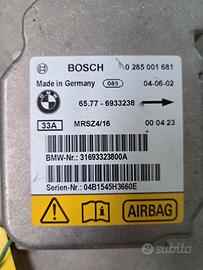 BOSCH 0 285 001 681
Made in Germany 085 04-06-02
65.77 - 6933238
33A MRSZ4/16 00 04 23
BMW-Nr.: 31693323800A
Serien-Nr.: 04B1545H3660E
AIRBAG
subito